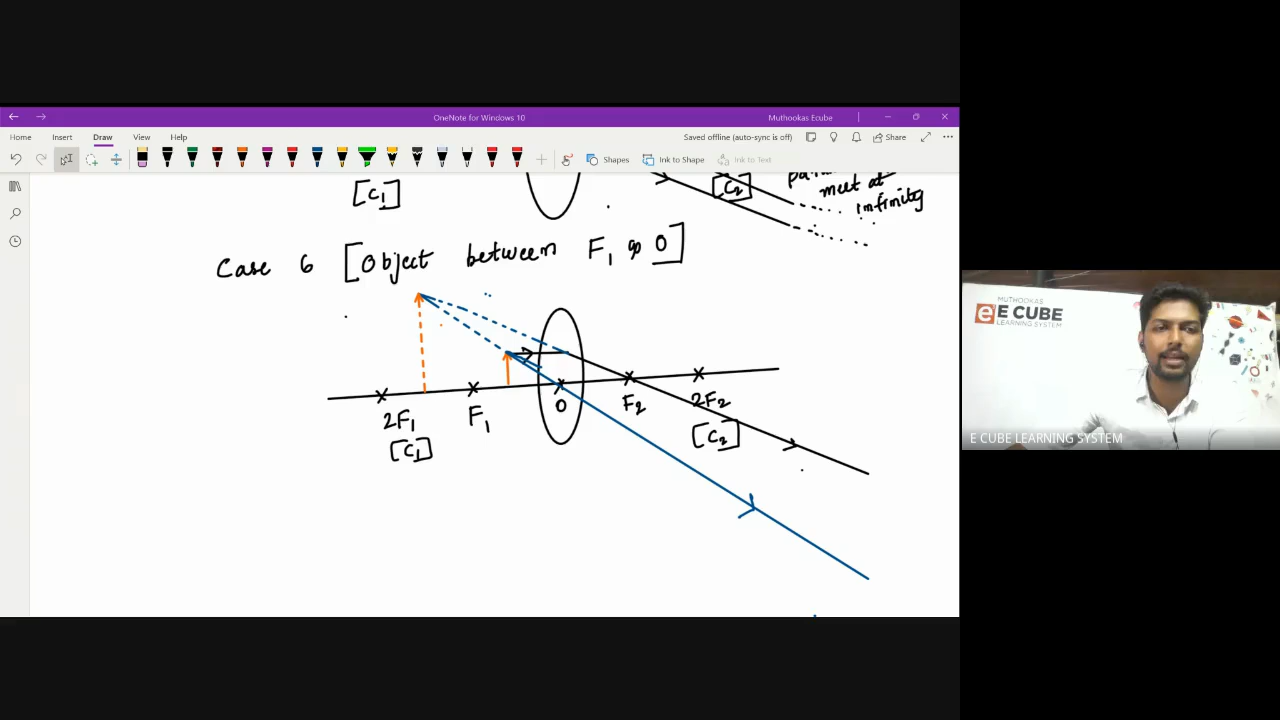 OneNote for Windows 10
Muthookas Ecube
Home Insert Draw View Help
Saved offline (auto-sync is off)
Share
Shapes
Ink to Shape
Ink to Text
[C1]
[C2]
meet at
infinity
Case 6 [Object between F1 & O]
2F1
[C1]
F1
O
F2
2F2
[C2]
MUTHOOKAS
E CUBE
LEARNING SYSTEM
E CUBE LEARNING SYSTEM